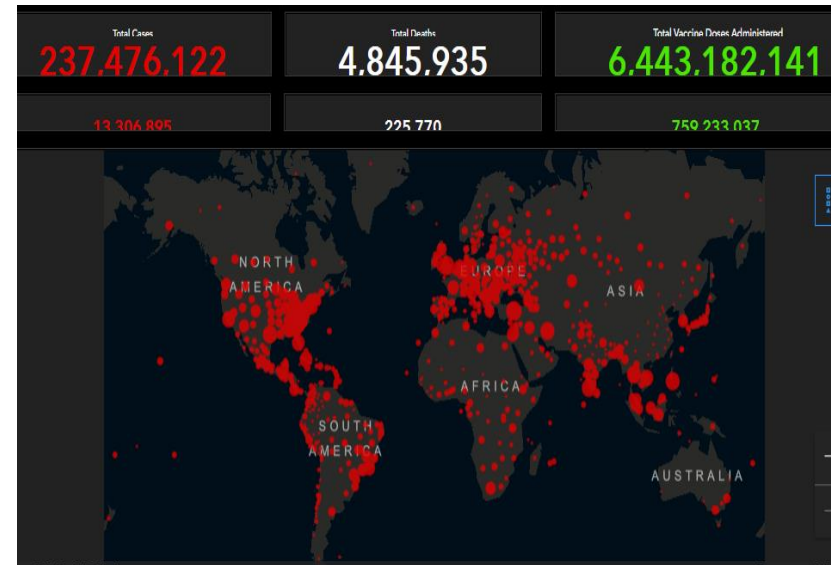 Total Cases
237,476,122
Total Deaths
4,845,935
Total Vaccine Doses Administered
6,443,182,141
13,306,895
225,770
759,233,037
NORTH
AMERICA
EUROPE
ASIA
AFRICA
SOUTH
AMERICA
AUSTRALIA